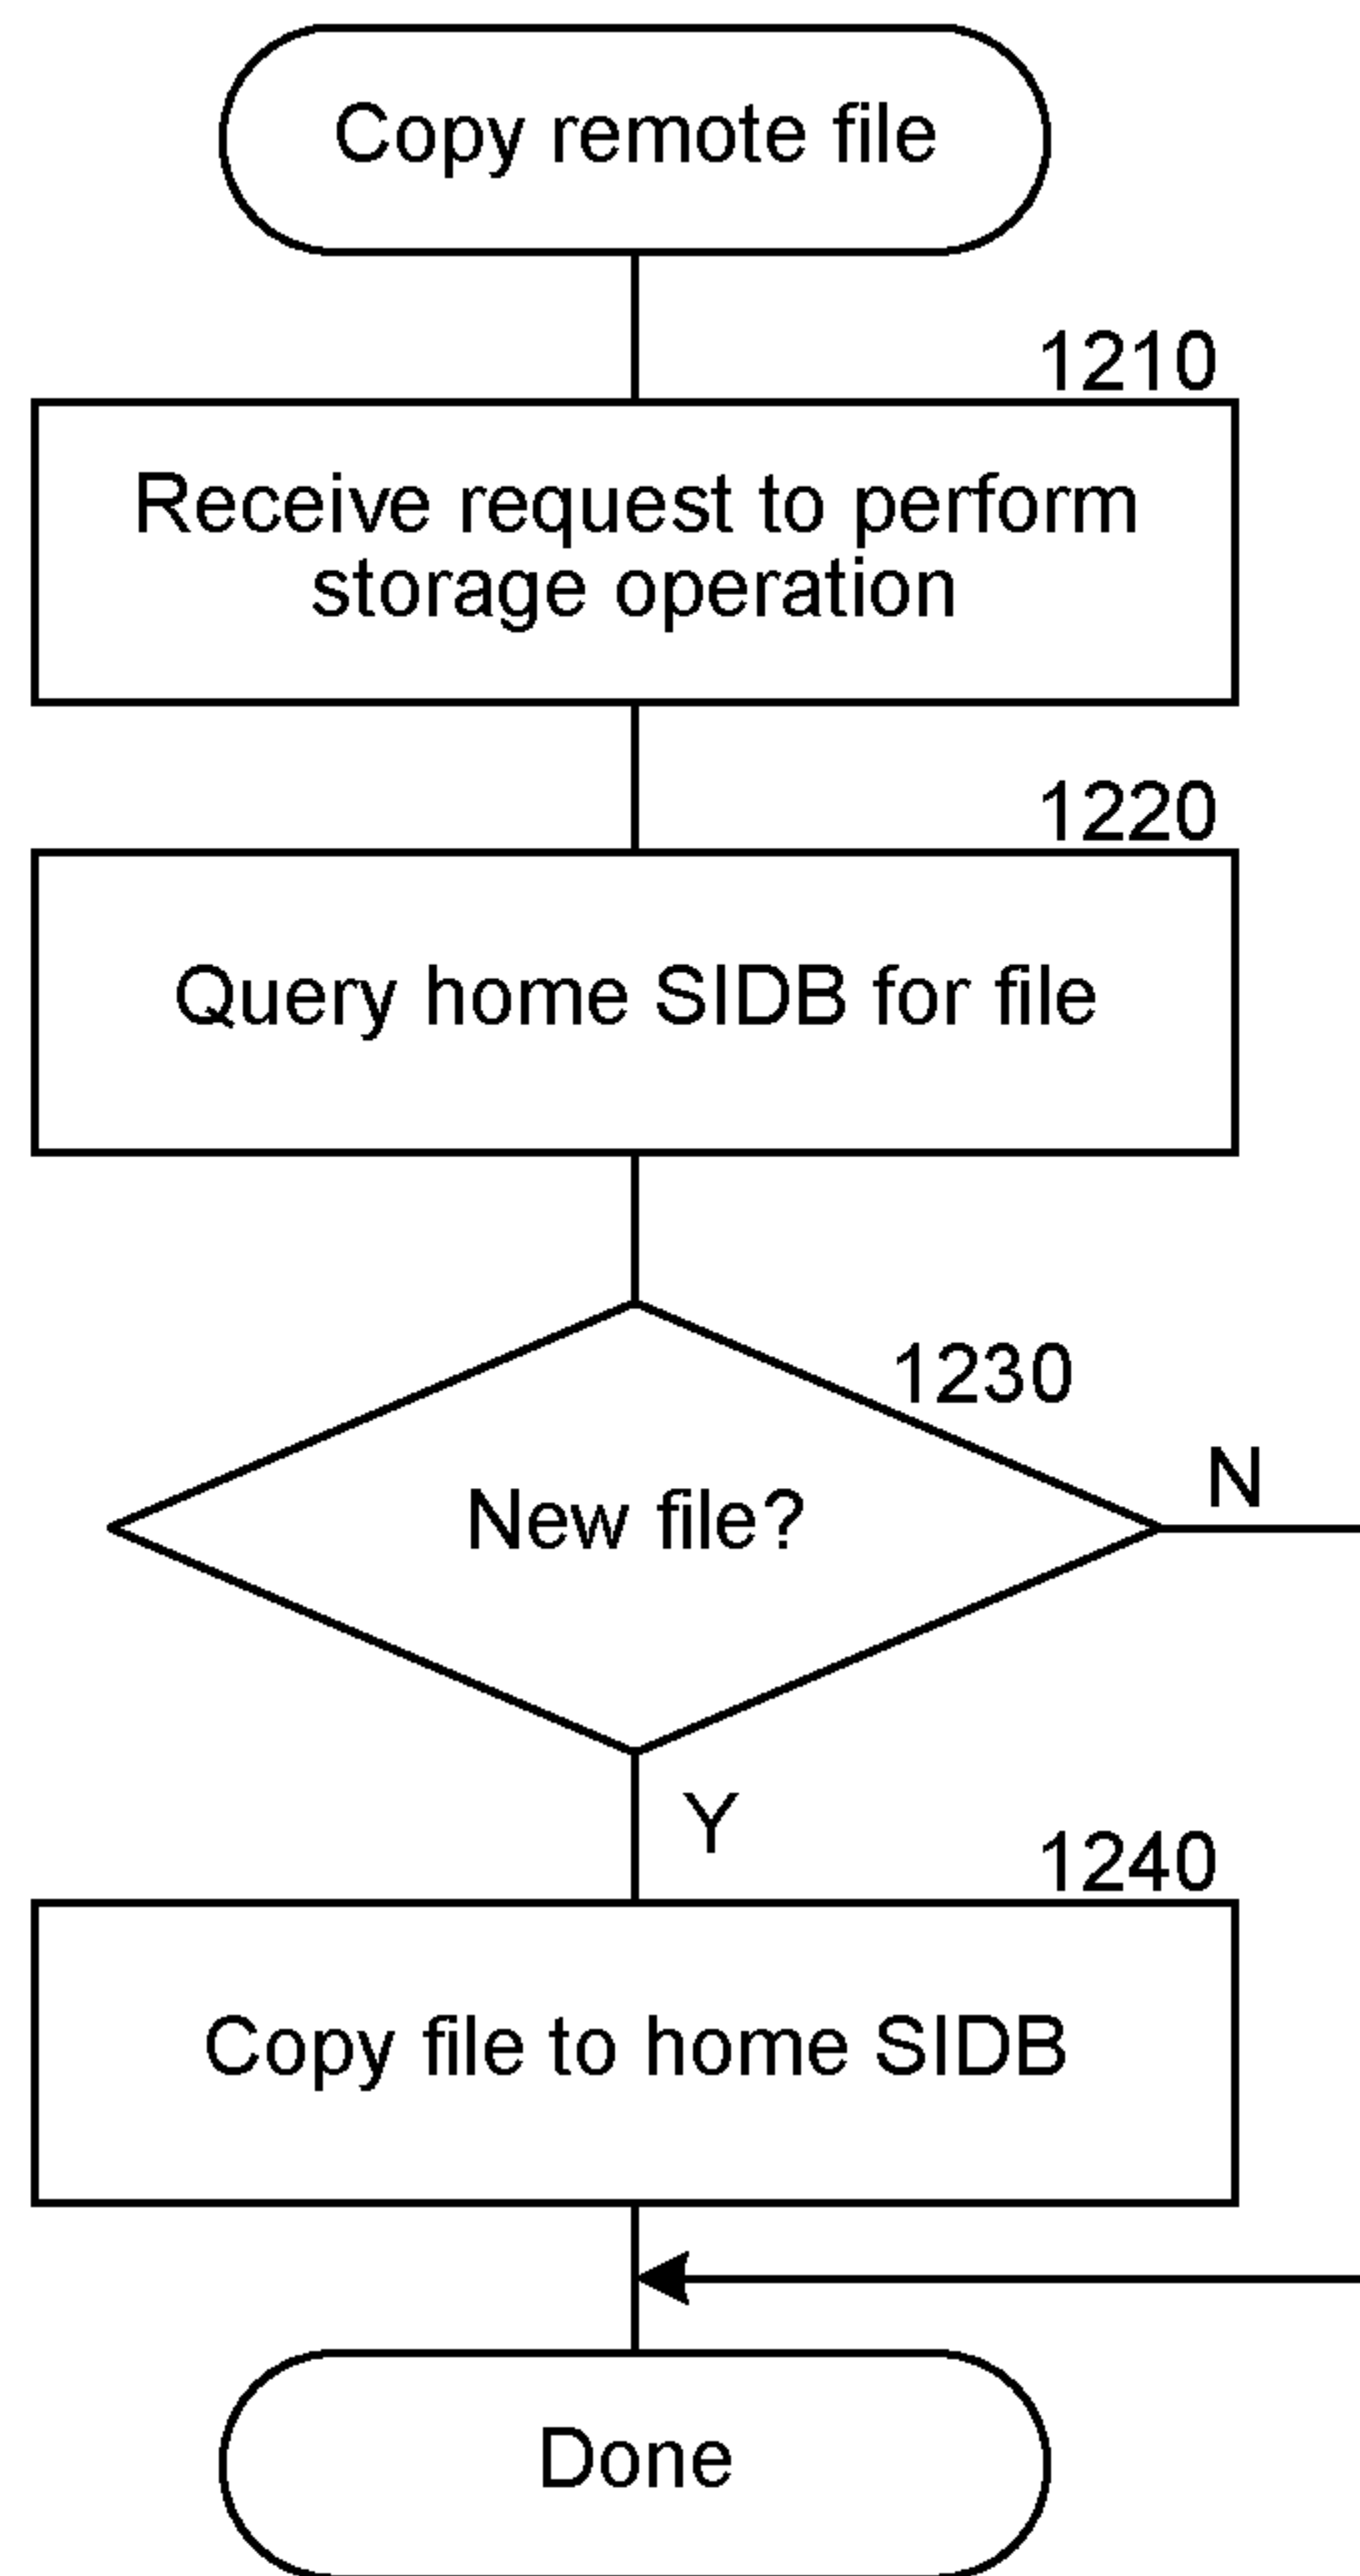 Copy remote file
1210
Receive request to perform
storage operation
1220
Query home SIDB for file
1230
New file?
N
Y
1240
Copy file to home SIDB
Done